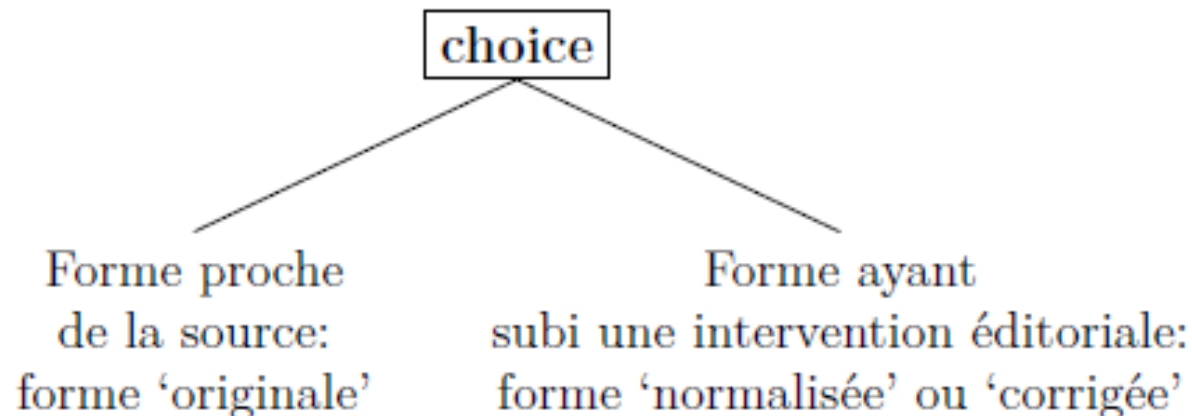 choice
Forme proche
de la source:
forme ‘originale’
Forme ayant
subi une intervention éditoriale:
forme ‘normalisée’ ou ‘corrigée’